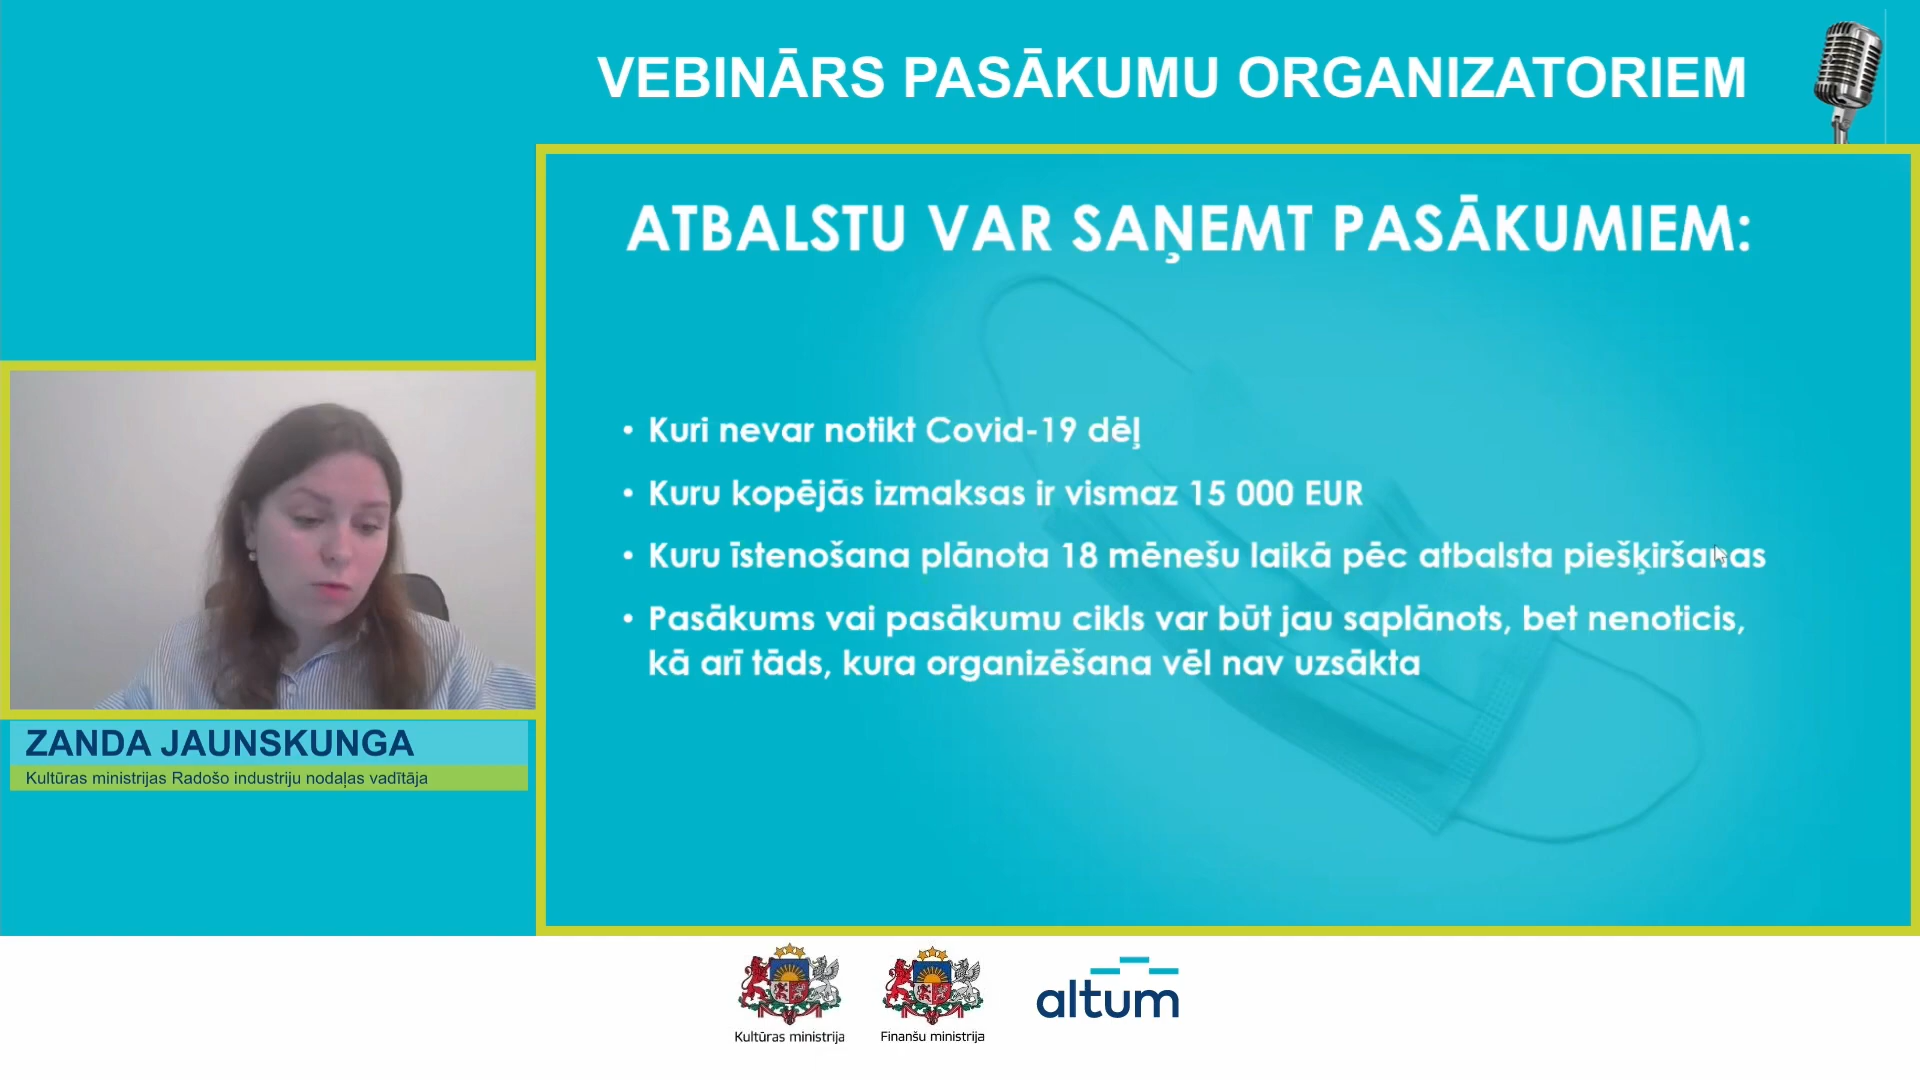 VEBINĀRS PASĀKUMU ORGANIZATORIEM
ATBALSTU VAR SAŅEMT PASĀKUMIEM:
• Kuri nevar notikt Covid-19 dēļ
• Kuru kopējās izmaksas ir vismaz 15 000 EUR
• Kuru īstenošana plānota 18 mēnešu laikā pēc atbalsta piešķiršanas
• Pasākums vai pasākumu cikls var būt jau saplānots, bet nenoticis,
kā arī tāds, kura organizēšana vēl nav uzsākta
ZANDA JAUNSKUNGA
Kultūras ministrijas Radošo industriju nodaļas vadītāja
Kultūras ministrija
Finanšu ministrija
altum